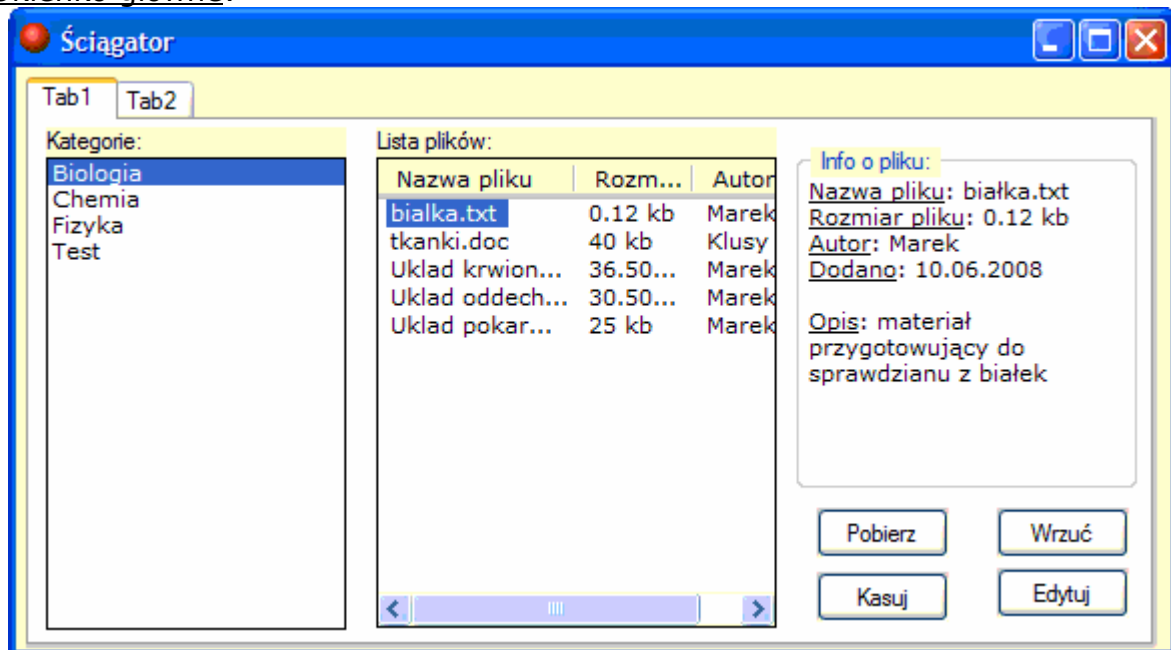 Ściągator
Tab1 Tab2
Kategorie:
Biologia
Chemia
Fizyka
Test
Lista plików:
Nazwa pliku Rozm... Autor
bialka.txt 0.12 kb Marek
tkanki.doc 40 kb Klusy
Uklad krwion... 36.50... Marek
Uklad oddech... 30.50... Marek
Uklad pokar... 25 kb Marek
Info o pliku:
Nazwa pliku: białka.txt
Rozmiar pliku: 0.12 kb
Autor: Marek
Dodano: 10.06.2008
Opis: materiał
przygotowujący do
sprawdzianu z białek
Pobierz Wrzuć
Kasuj Edytuj